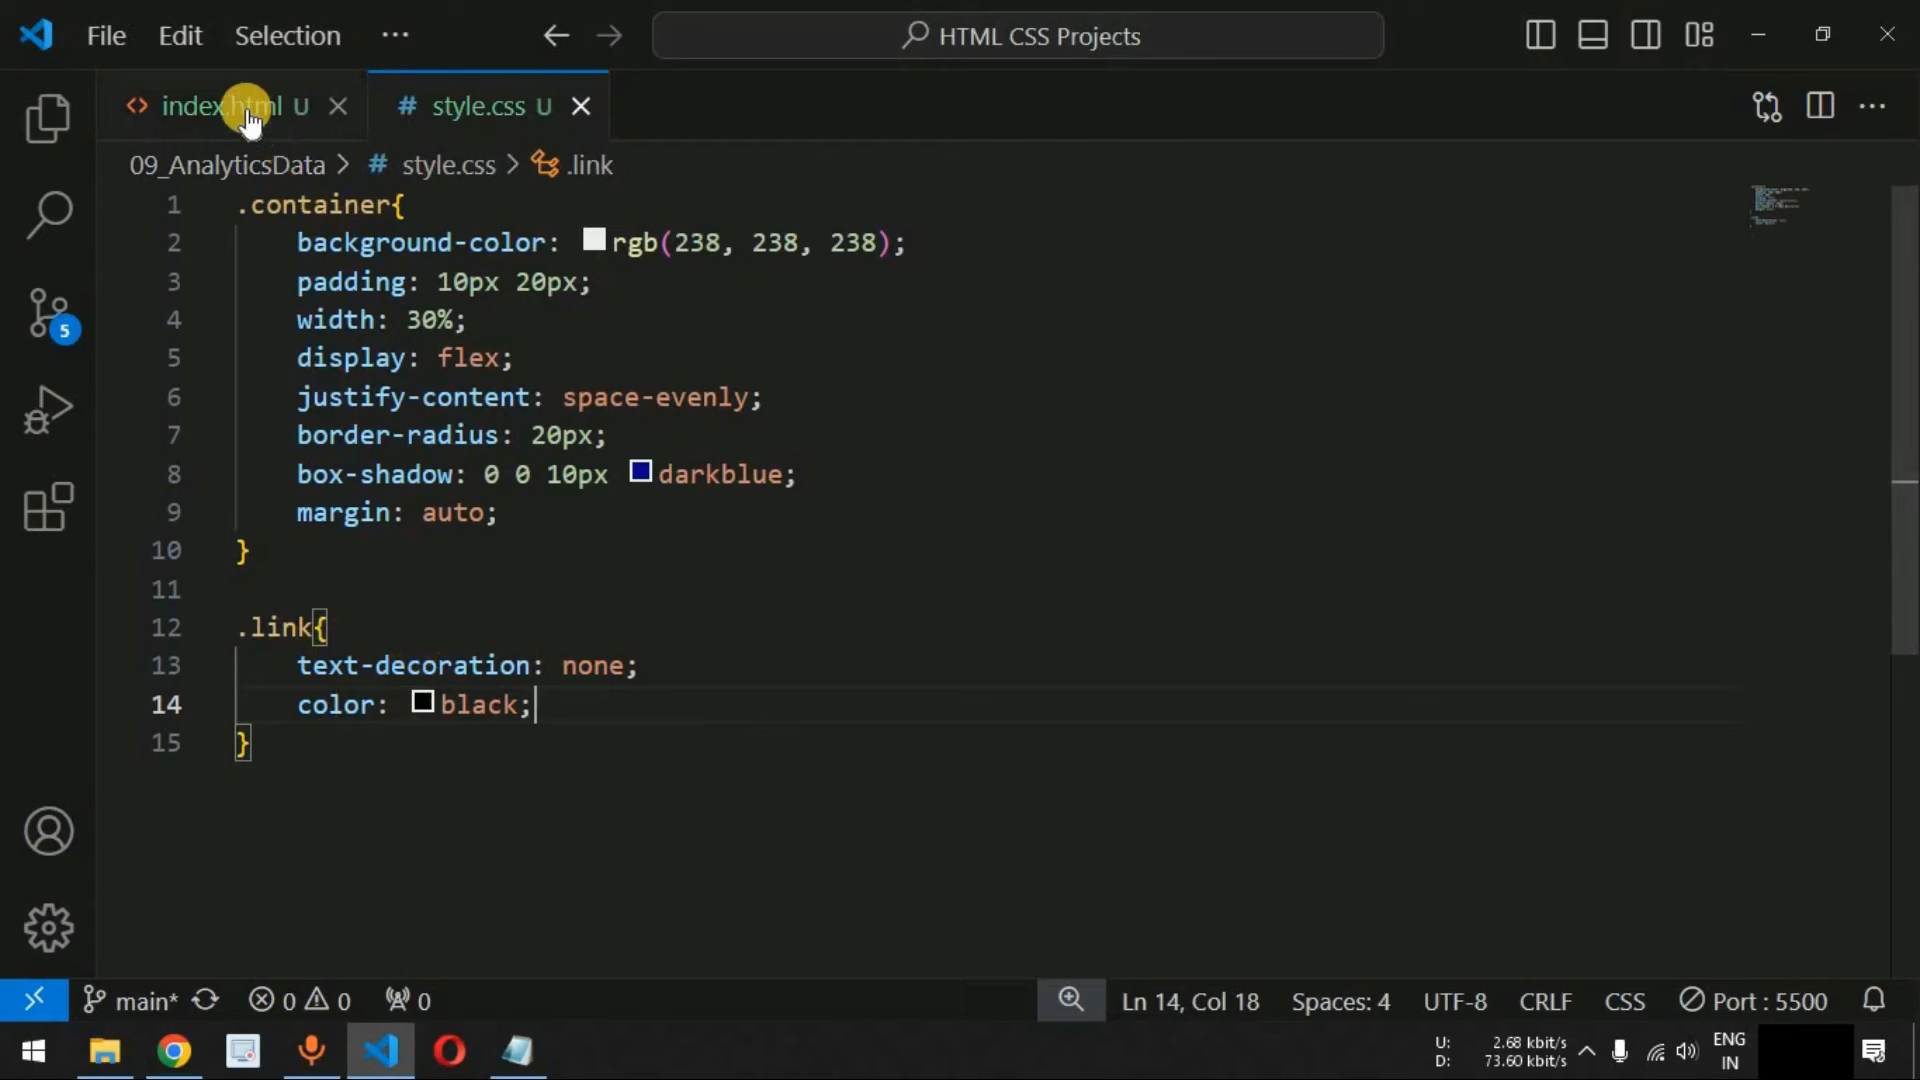 File Edit Selection ··· HTML CSS Projects
<> index.html U # style.css U
09_AnalyticsData > # style.css > .link
1 .container{
2 background-color: rgb(238, 238, 238);
3 padding: 10px 20px;
4 width: 30%;
5 display: flex;
6 justify-content: space-evenly;
7 border-radius: 20px;
8 box-shadow: 0 0 10px darkblue;
9 margin: auto;
10 }
11
12 .link{
13 text-decoration: none;
14 color: black;
15 }
5
main* 0 0 0 Ln 14, Col 18 Spaces: 4 UTF-8 CRLF CSS Port : 5500
U: 2.68 kbit/s
D: 73.60 kbit/s
ENG
IN